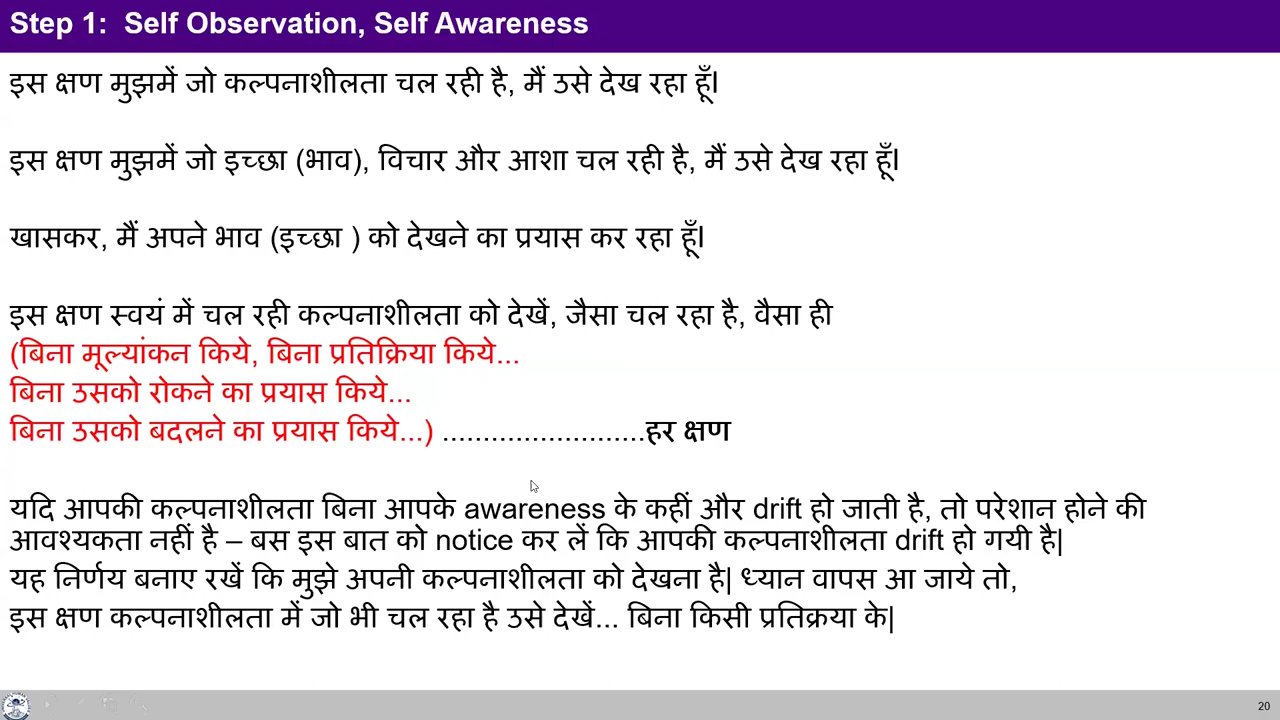 Step 1:  Self Observation, Self Awareness
इस क्षण मुझमें जो कल्पनाशीलता चल रही है, मैं उसे देख रहा हूँ।
इस क्षण मुझमें जो इच्छा (भाव), विचार और आशा चल रही है, मैं उसे देख रहा हूँ।
खासकर, मैं अपने भाव (इच्छा ) को देखने का प्रयास कर रहा हूँ।
इस क्षण स्वयं में चल रही कल्पनाशीलता को देखें, जैसा चल रहा है, वैसा ही
(बिना मूल्यांकन किये, बिना प्रतिक्रिया किये...
बिना उसको रोकने का प्रयास किये...
बिना उसको बदलने का प्रयास किये...) .........................हर क्षण
यदि आपकी कल्पनाशीलता बिना आपके awareness के कहीं और drift हो जाती है, तो परेशान होने की
आवश्यकता नहीं है – बस इस बात को notice कर लें कि आपकी कल्पनाशीलता drift हो गयी है|
यह निर्णय बनाए रखें कि मुझे अपनी कल्पनाशीलता को देखना है| ध्यान वापस आ जाये तो,
इस क्षण कल्पनाशीलता में जो भी चल रहा है उसे देखें... बिना किसी प्रतिक्रया के|
20